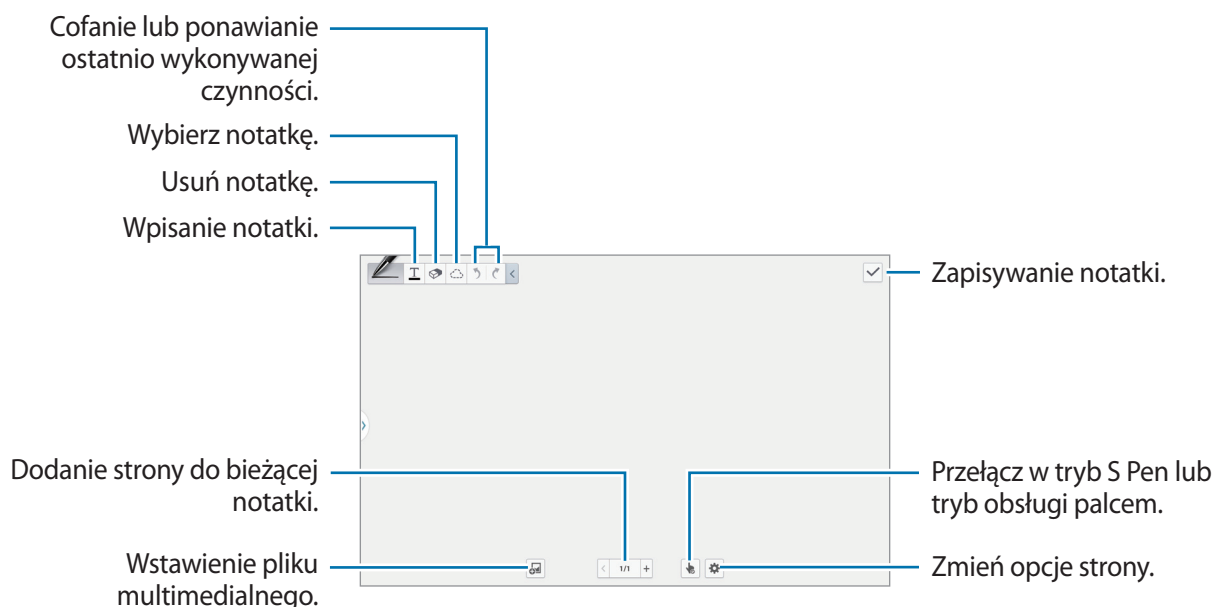 Cofanie lub ponawianie
ostatnio wykonywanej
czynności.
Wybierz notatkę.
Usuń notatkę.
Wpisanie notatki.
T
Zapisywanie notatki.
Dodanie strony do bieżącej
notatki.
Przełącz w tryb S Pen lub
tryb obsługi palcem.
Wstawienie pliku
multimedialnego.
1/1 +
Zmień opcje strony.